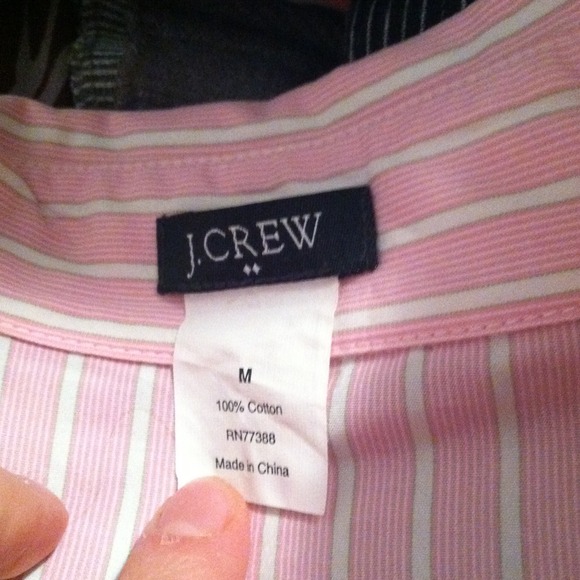 J.CREW
M
100% Cotton
RN77388
Made in China